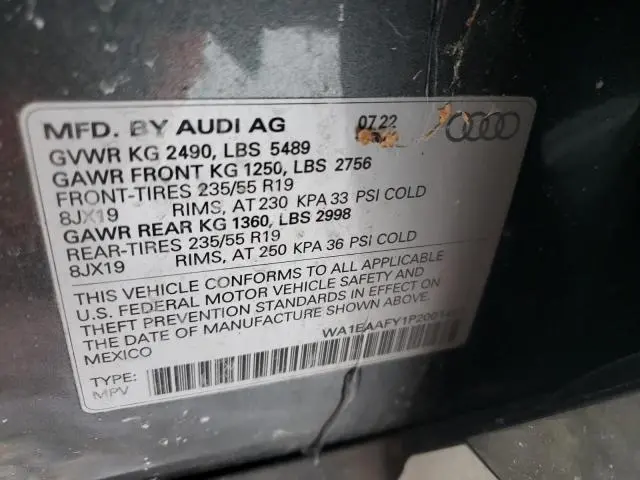 MFD. BY AUDI AG 07.22
GVWR KG 2490, LBS 5489
GAWR FRONT KG 1250, LBS 2756
FRONT-TIRES 235/55 R19
8JX19 RIMS, AT 230 KPA 33 PSI COLD
GAWR REAR KG 1360, LBS 2998
REAR-TIRES 235/55 R19
8JX19 RIMS, AT 250 KPA 36 PSI COLD
THIS VEHICLE CONFORMS TO ALL APPLICABLE
U.S. FEDERAL MOTOR VEHICLE SAFETY AND
THEFT PREVENTION STANDARDS IN EFFECT ON
THE DATE OF MANUFACTURE SHOWN ABOVE.
MEXICO
TYPE:
MPV